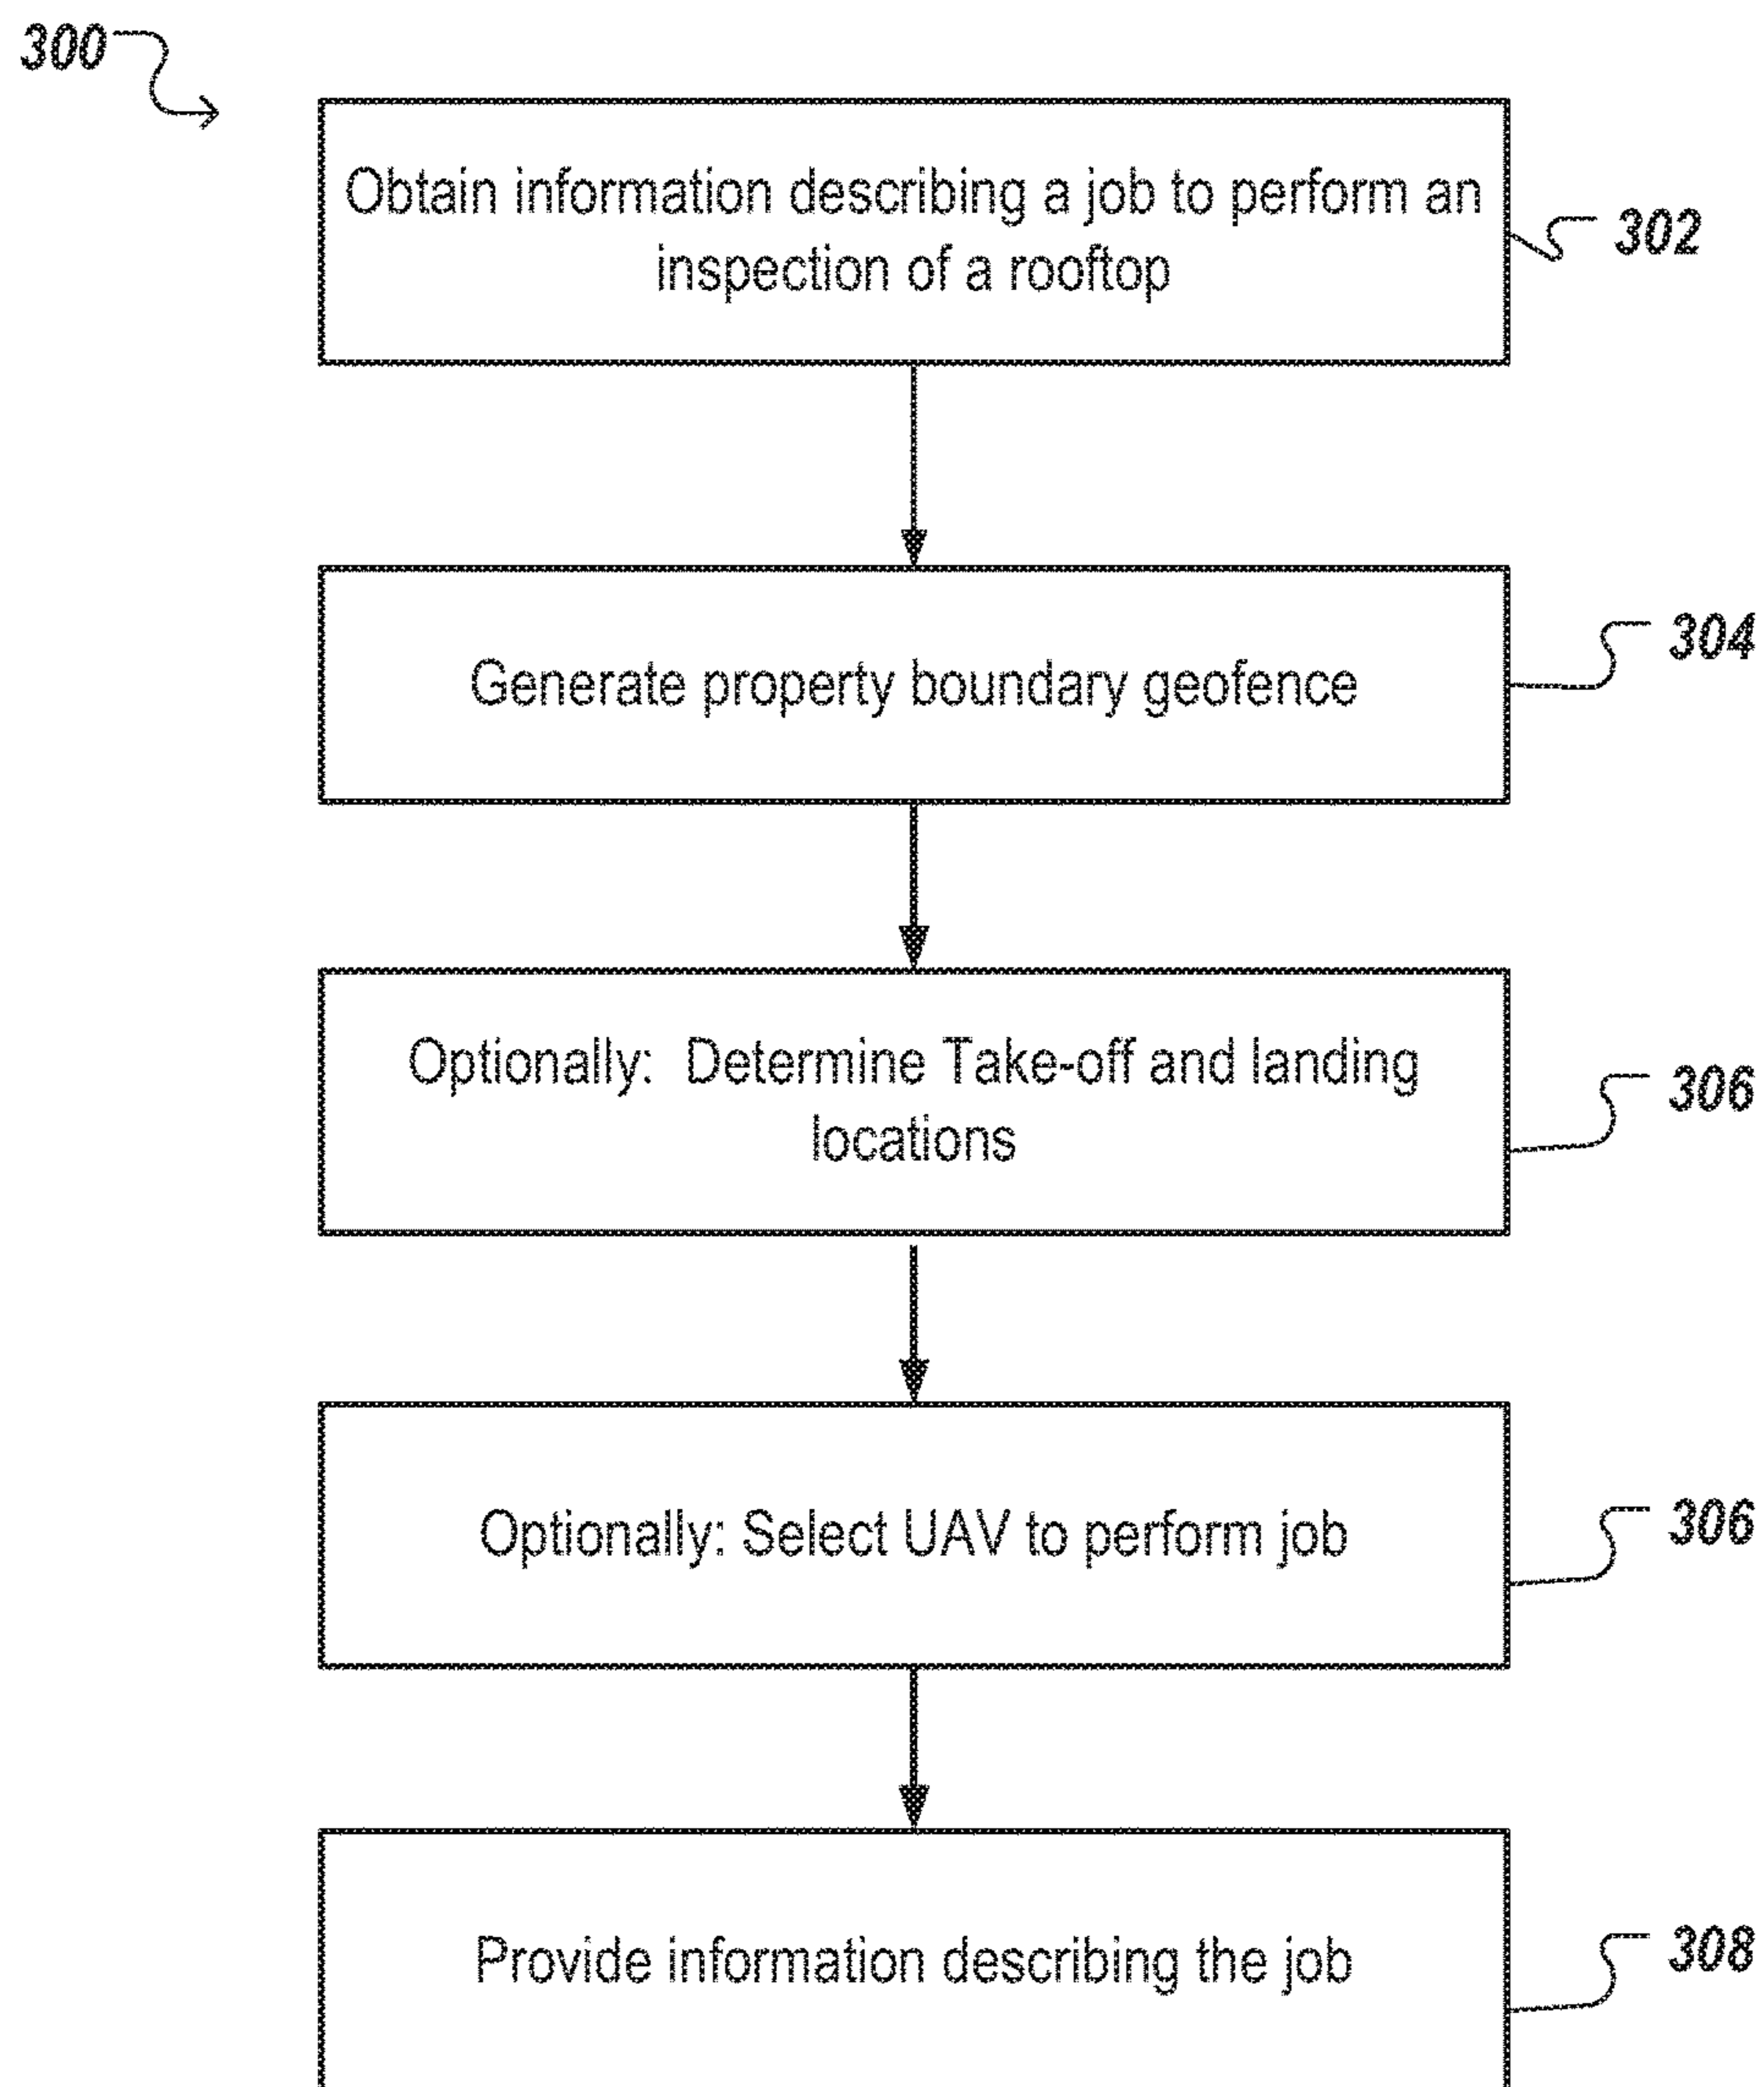 300
Obtain information describing a job to perform an
inspection of a rooftop
302
Generate property boundary geofence
304
Optionally: Determine Take-off and landing
locations
306
Optionally: Select UAV to perform job
306
Provide information describing the job
308